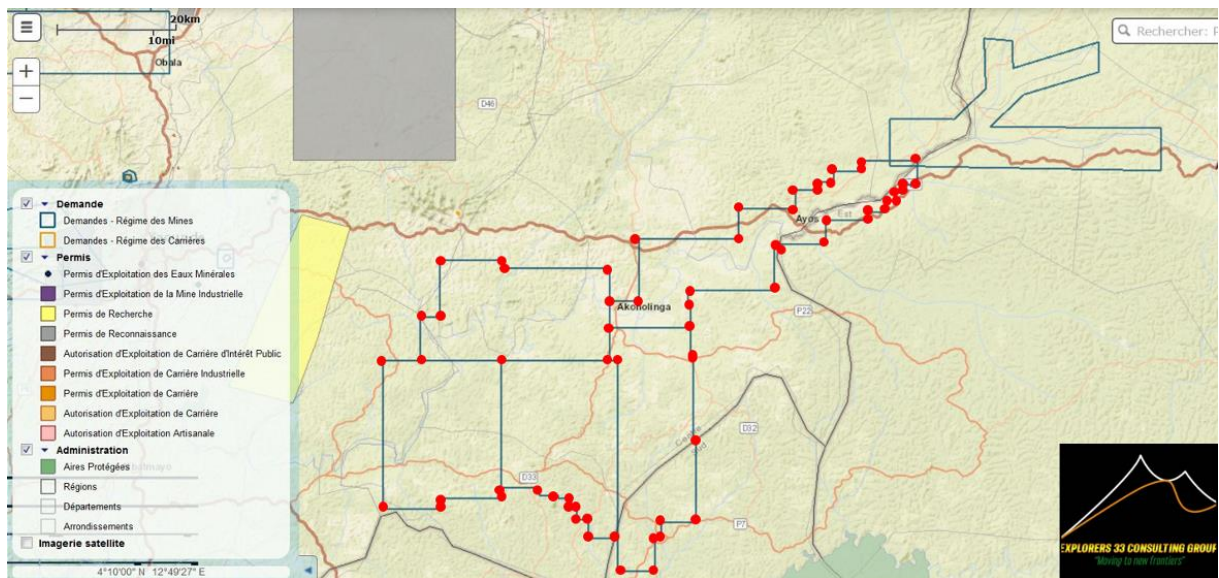 20km
10mi
Obala
Rechercher: P
D46
Ayos
Est
Akonolinga
P22
Centre
Sud
D32
D33
P7
Demande
Demandes - Régime des Mines
Demandes - Régime des Carrières
Permis
Permis d'Exploitation des Eaux Minérales
Permis d'Exploitation de la Mine Industrielle
Permis de Recherche
Permis de Reconnaissance
Autorisation d'Exploitation de Carrière d'Intérêt Public
Permis d'Exploitation de Carrière Industrielle
Permis d'Exploitation de Carrière
Autorisation d'Exploitation de Carrière
Autorisation d'Exploitation Artisanale
Administration
Aires Protégées
Régions
Départements
Arrondissements
Imagerie satellite
4°10'00" N 12°49'27" E
EXPLORERS 33 CONSULTING GROUP
"Moving to new frontiers"